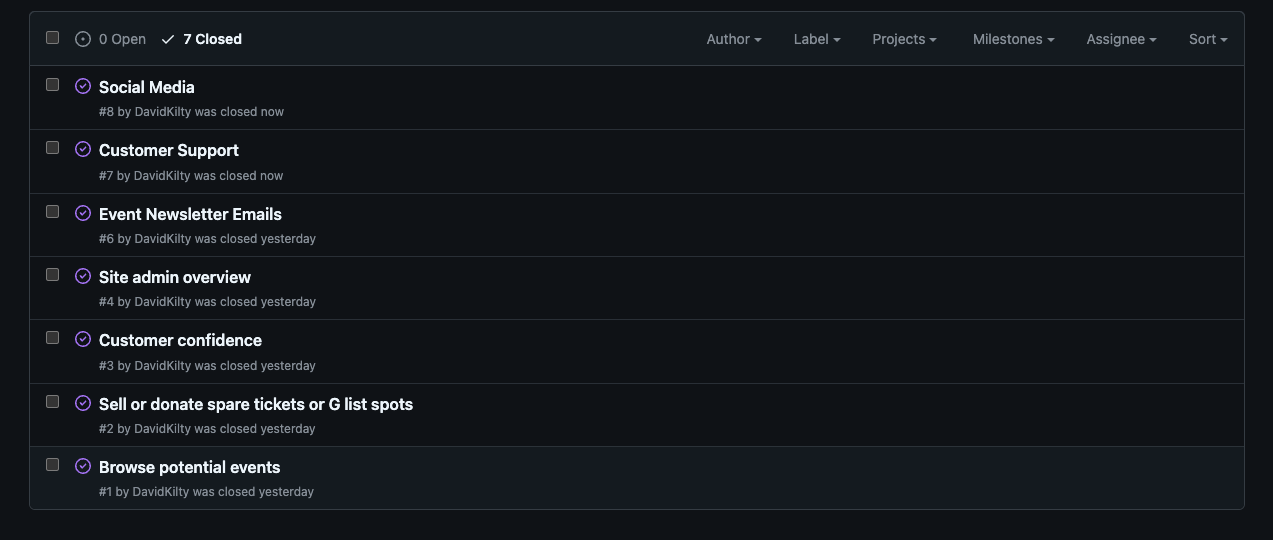 0 Open 7 Closed Author Label Projects Milestones Assignee Sort
Social Media
#8 by DavidKilty was closed now
Customer Support
#7 by DavidKilty was closed now
Event Newsletter Emails
#6 by DavidKilty was closed yesterday
Site admin overview
#4 by DavidKilty was closed yesterday
Customer confidence
#3 by DavidKilty was closed yesterday
Sell or donate spare tickets or G list spots
#2 by DavidKilty was closed yesterday
Browse potential events
#1 by DavidKilty was closed yesterday